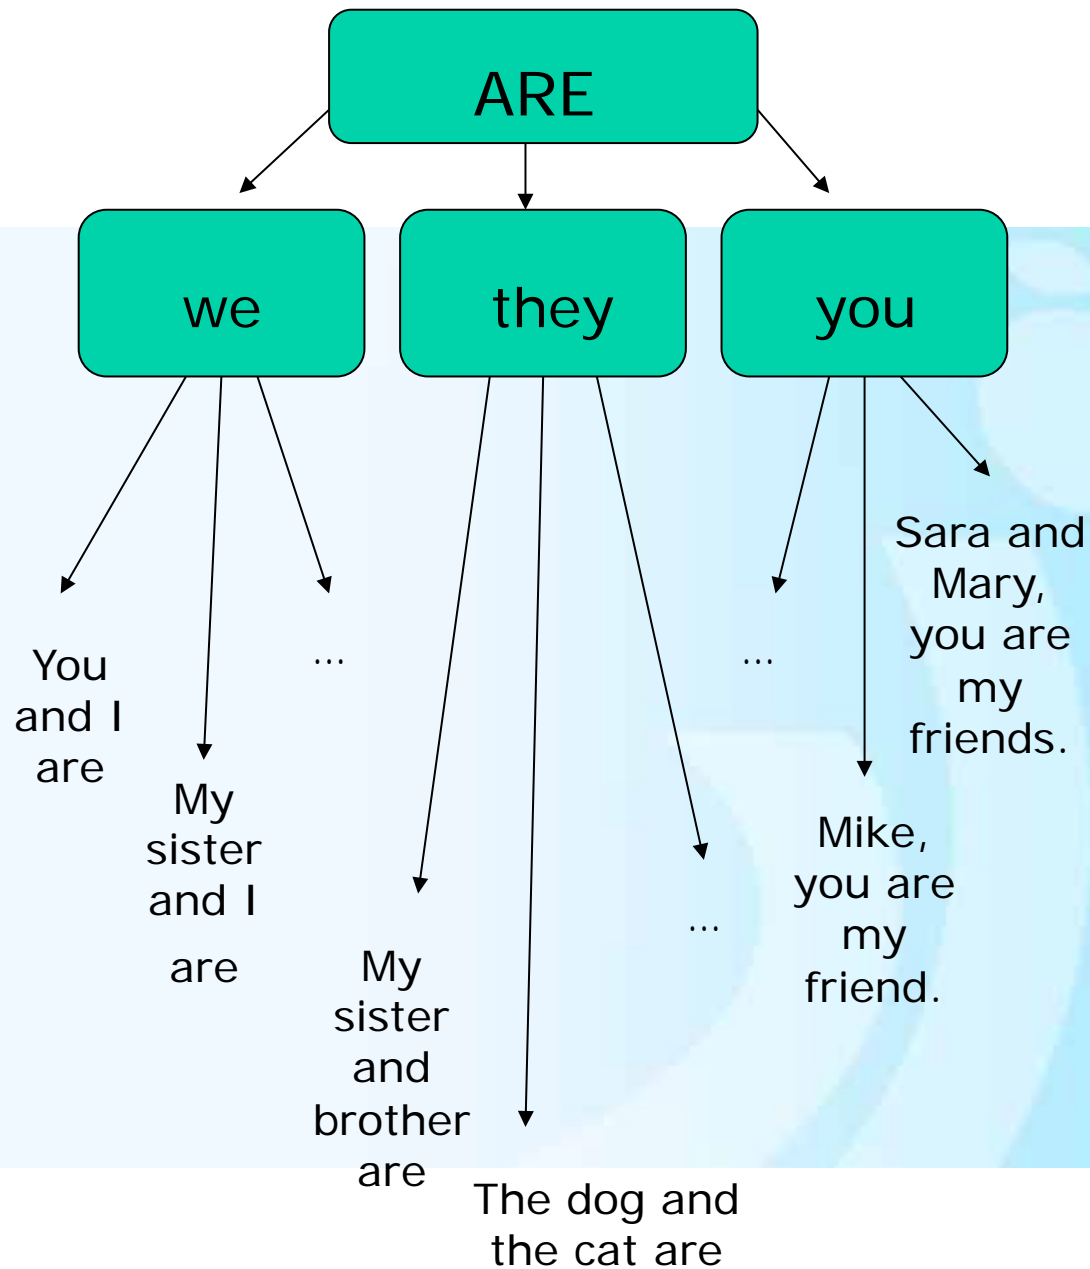 ARE
we
they
you
You
and I
are
My
sister
and I
are
...
My
sister
and
brother
are
The dog and
the cat are
...
...
Mike,
you are
my
friend.
Sara and
Mary,
you are
my
friends.